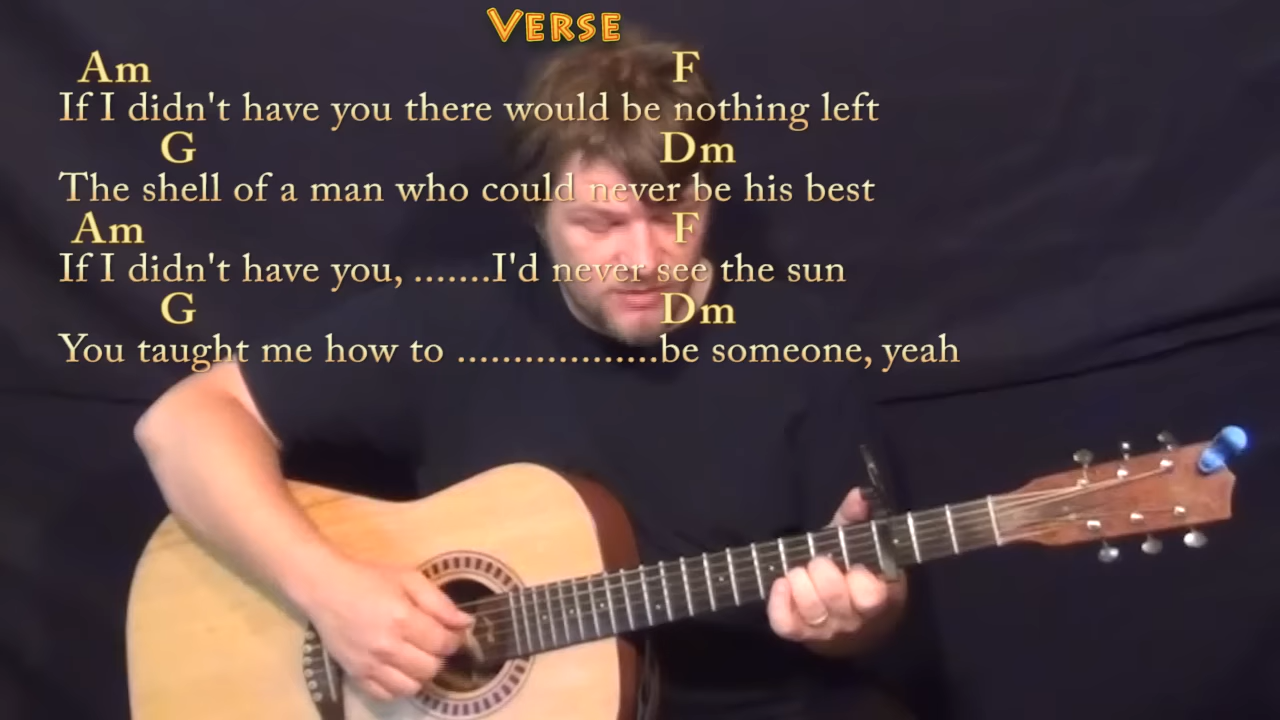 VERSE
Am F
If I didn't have you there would be nothing left
G Dm
The shell of a man who could never be his best
Am F
If I didn't have you, .......I'd never see the sun
G Dm
You taught me how to ..................be someone, yeah